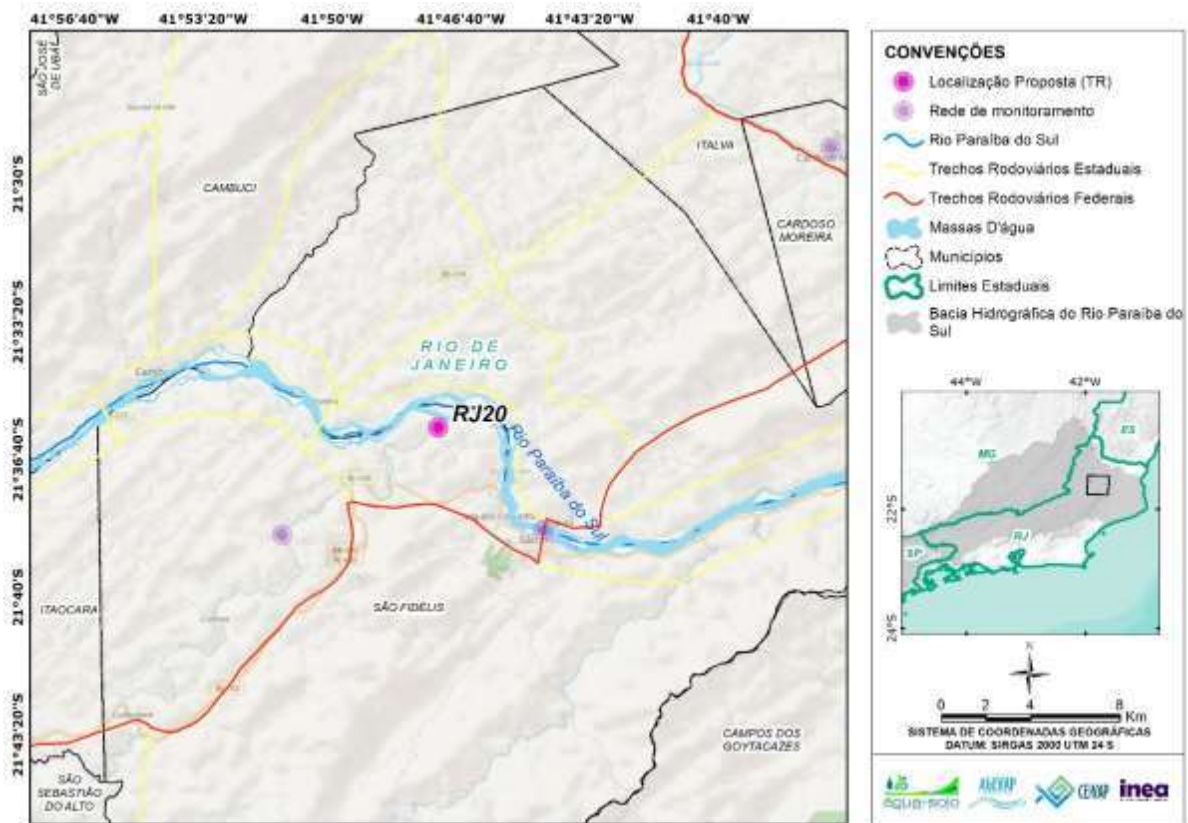 41°56'40"W
41°53'20"W
41°50'W
41°46'40"W
41°43'20"W
41°40'W
21°30'S
21°33'20"S
21°36'40"S
21°40'S
21°43'20"S
SÃO JOSÉ
DE UBÁ
CAMBUCI
ITALVA
CARDOSO
MOREIRA
RIO DE
JANEIRO
RJ20
Rio Paraíba do Sul
ITAOCARA
SÃO FIDÉLIS
CAMPOS DOS
GOYTACAZES
SÃO
SEBASTIÃO
DO ALTO
CONVENÇÕES
Localização Proposta (TR)
Rede de monitoramento
Rio Paraíba do Sul
Trechos Rodoviários Estaduais
Trechos Rodoviários Federais
Massas D'água
Municípios
Limites Estaduais
Bacia Hidrográfica do Rio Paraíba do
Sul
44°W
42°W
22°S
24°S
MG
ES
RJ
SP
N
0 2 4 8
Km
SISTEMA DE COORDENADAS GEOGRÁFICAS
DATUM: SIRGAS 2000 UTM 24 S
água-solo
AGEVAP
CEIVAP
inea